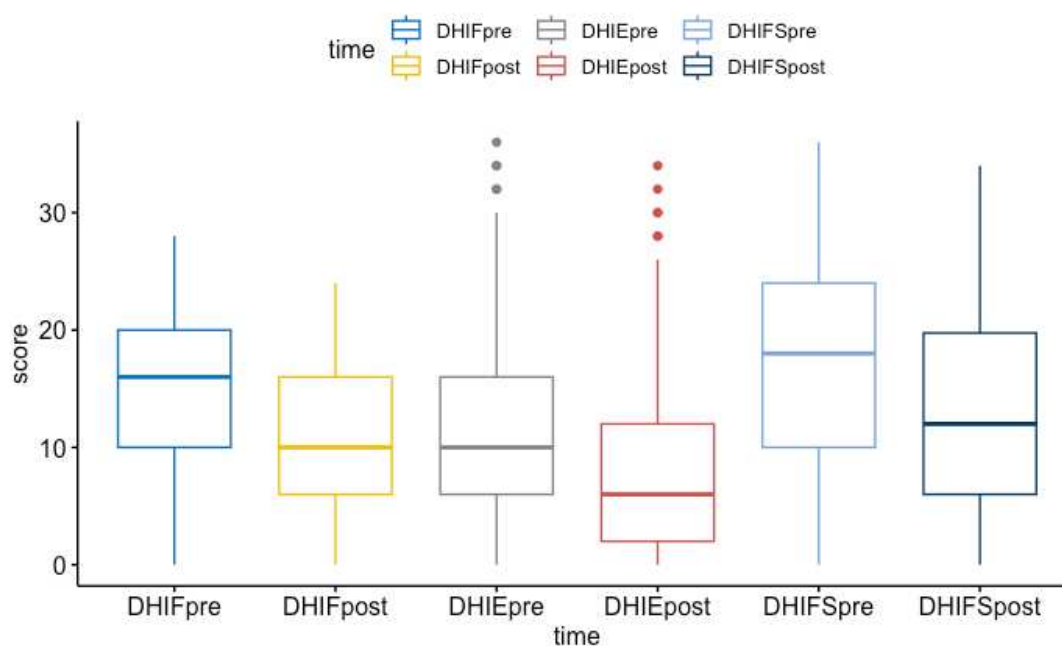 time
DHIFpre
DHIEpre
DHIFSpre
DHIFpost
DHIEpost
DHIFSpost
score
30
20
10
0
DHIFpre
DHIFpost
DHIEpre
DHIEpost
DHIFSpre
DHIFSpost
time